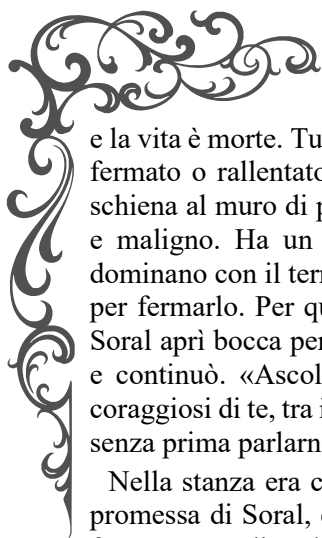 e la vita è morte. Tu
fermato o rallentato
schiena al muro di p
e maligno. Ha un
dominano con il terr
per fermarlo. Per qu
Soral aprì bocca per
e continuò. «Ascol
coraggiosi di te, tra i
senza prima parlarn
Nella stanza era c
promessa di Soral,